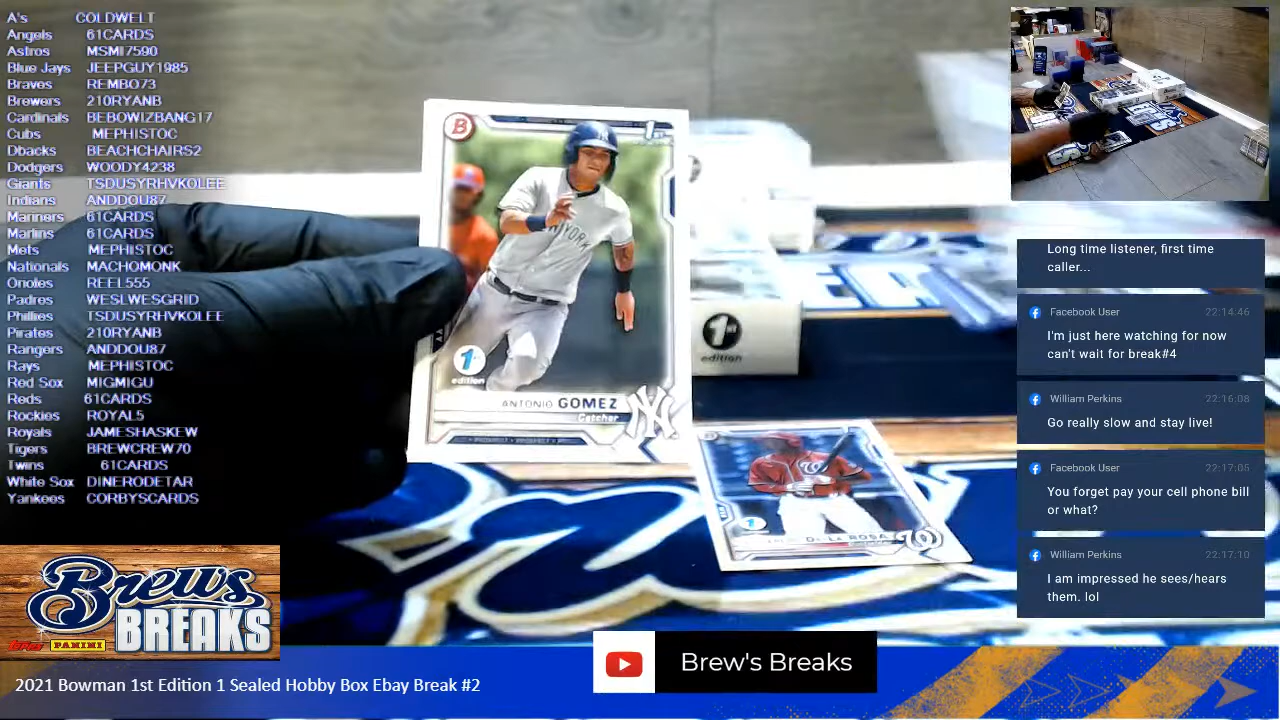 A's COLDWELT
Angels 61CARDS
Astros MSMI7590
Blue Jays JEEPGUY1985
Braves REMBO73
Brewers 210RYANB
Cardinals BEBOWIZBANG17
Cubs MEPHISTOC
Dbacks BEACHCHAIRS2
Dodgers WOODY4238
Giants TSDUSYRHVKOLEE
Indians ANDDOU87
Mariners 61CARDS
Marlins 61CARDS
Mets MEPHISTOC
Nationals MACHOMONK
Orioles REEL555
Padres WESLWESGRID
Phillies TSDUSYRHVKOLEE
Pirates 210RYANB
Rangers ANDDOU87
Rays MEPHISTOC
Red Sox MIGMIGU
Reds 61CARDS
Rockies ROYAL5
Royals JAMESHASKEW
Tigers BREWCREW70
Twins 61CARDS
White Sox DINERODETAR
Yankees CORBYSCARDS
B
1st
NEW YORK
1st
edition
ANTONIO GOMEZ
Catcher
NY
1st
edition
DE LA ROSA
W
Long time listener, first time
caller...
Facebook User 22:14:46
I'm just here watching for now
can't wait for break#4
William Perkins 22:16:08
Go really slow and stay live!
Facebook User 22:17:05
You forget pay your cell phone bill
or what?
William Perkins 22:17:10
I am impressed he sees/hears
them. lol
Brews
BREAKS
Topps PANINI
Brew's Breaks
2021 Bowman 1st Edition 1 Sealed Hobby Box Ebay Break #2